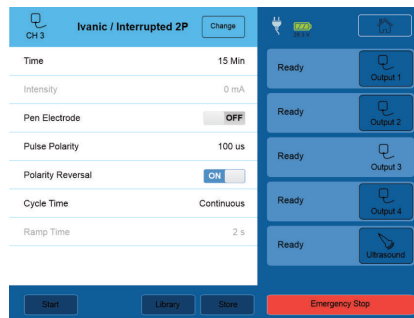 CH 3
Ivanic / Interrupted 2P
Change
Time 15 Min
Intensity 0 mA
Pen Electrode OFF
Pulse Polarity 100 us
Polarity Reversal ON
Cycle Time Continuous
Ramp Time 2 s
Start Library Store
Ready Output 1
Ready Output 2
Ready Output 3
Ready Output 4
Ready Ultrasound
Emergency Stop